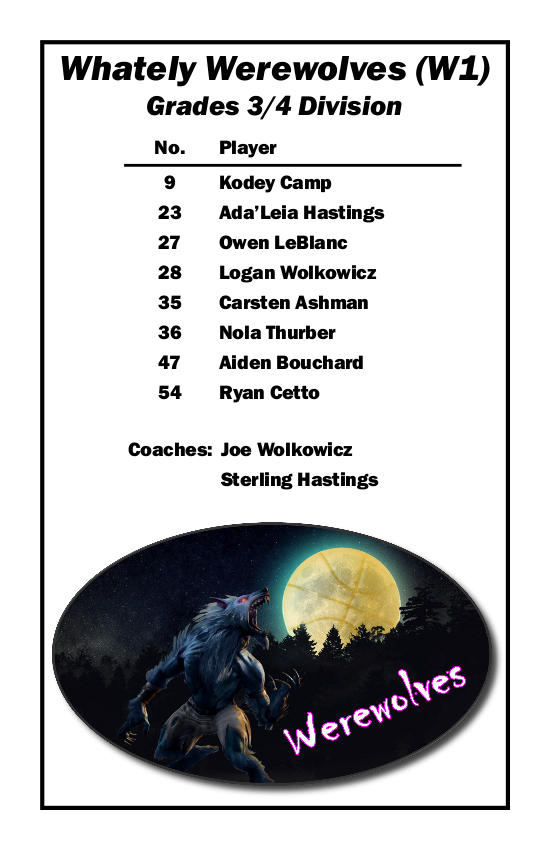 Whately Werewolves (W1)
Grades 3/4 Division
No. Player
9 Kodey Camp
23 Ada’Leia Hastings
27 Owen LeBlanc
28 Logan Wolkowicz
35 Carsten Ashman
36 Nola Thurber
47 Aiden Bouchard
54 Ryan Cetto
Coaches: Joe Wolkowicz
Sterling Hastings
Werewolves